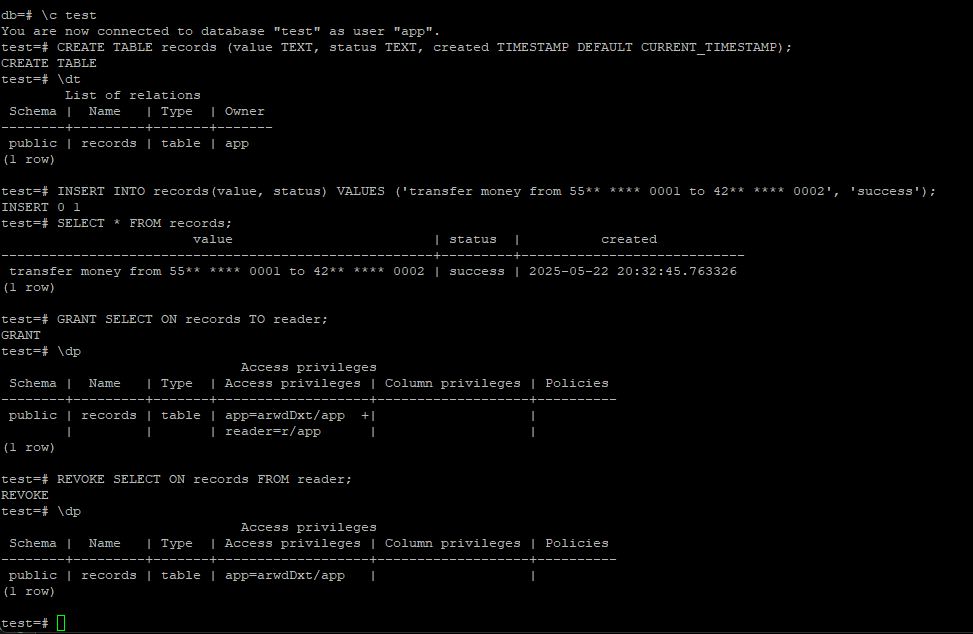 db=# \c test
You are now connected to database "test" as user "app".
test=# CREATE TABLE records (value TEXT, status TEXT, created TIMESTAMP DEFAULT CURRENT_TIMESTAMP);
CREATE TABLE
test=# \dt
        List of relations
 Schema |  Name   | Type  | Owner
--------+---------+-------+-------
 public | records | table | app
(1 row)

test=# INSERT INTO records(value, status) VALUES ('transfer money from 55** **** 0001 to 42** **** 0002', 'success');
INSERT 0 1
test=# SELECT * FROM records;
                        value                         | status  |          created
------------------------------------------------------+---------+----------------------------
 transfer money from 55** **** 0001 to 42** **** 0002 | success | 2025-05-22 20:32:45.763326
(1 row)

test=# GRANT SELECT ON records TO reader;
GRANT
test=# \dp
                              Access privileges
 Schema |  Name   | Type  | Access privileges | Column privileges | Policies
--------+---------+-------+-------------------+-------------------+----------
 public | records | table | app=arwdDxt/app  +|                   |
        |         |       | reader=r/app      |                   |
(1 row)

test=# REVOKE SELECT ON records FROM reader;
REVOKE
test=# \dp
                              Access privileges
 Schema |  Name   | Type  | Access privileges | Column privileges | Policies
--------+---------+-------+-------------------+-------------------+----------
 public | records | table | app=arwdDxt/app   |                   |
(1 row)

test=#